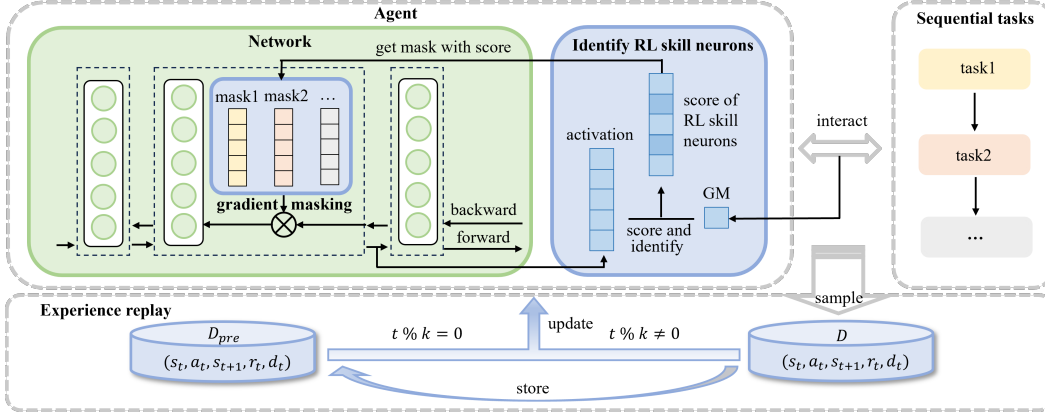 Agent
Network
get mask with score
mask1 mask2 ...
gradient masking
backward
forward
Identify RL skill neurons
activation
score of
RL skill
neurons
GM
score and
identify
interact
Sequential tasks
task1
task2
...
sample
Experience replay
D_pre
(s_t, a_t, s_{t+1}, r_t, d_t)
t % k = 0
update
t % k ≠ 0
D
(s_t, a_t, s_{t+1}, r_t, d_t)
store